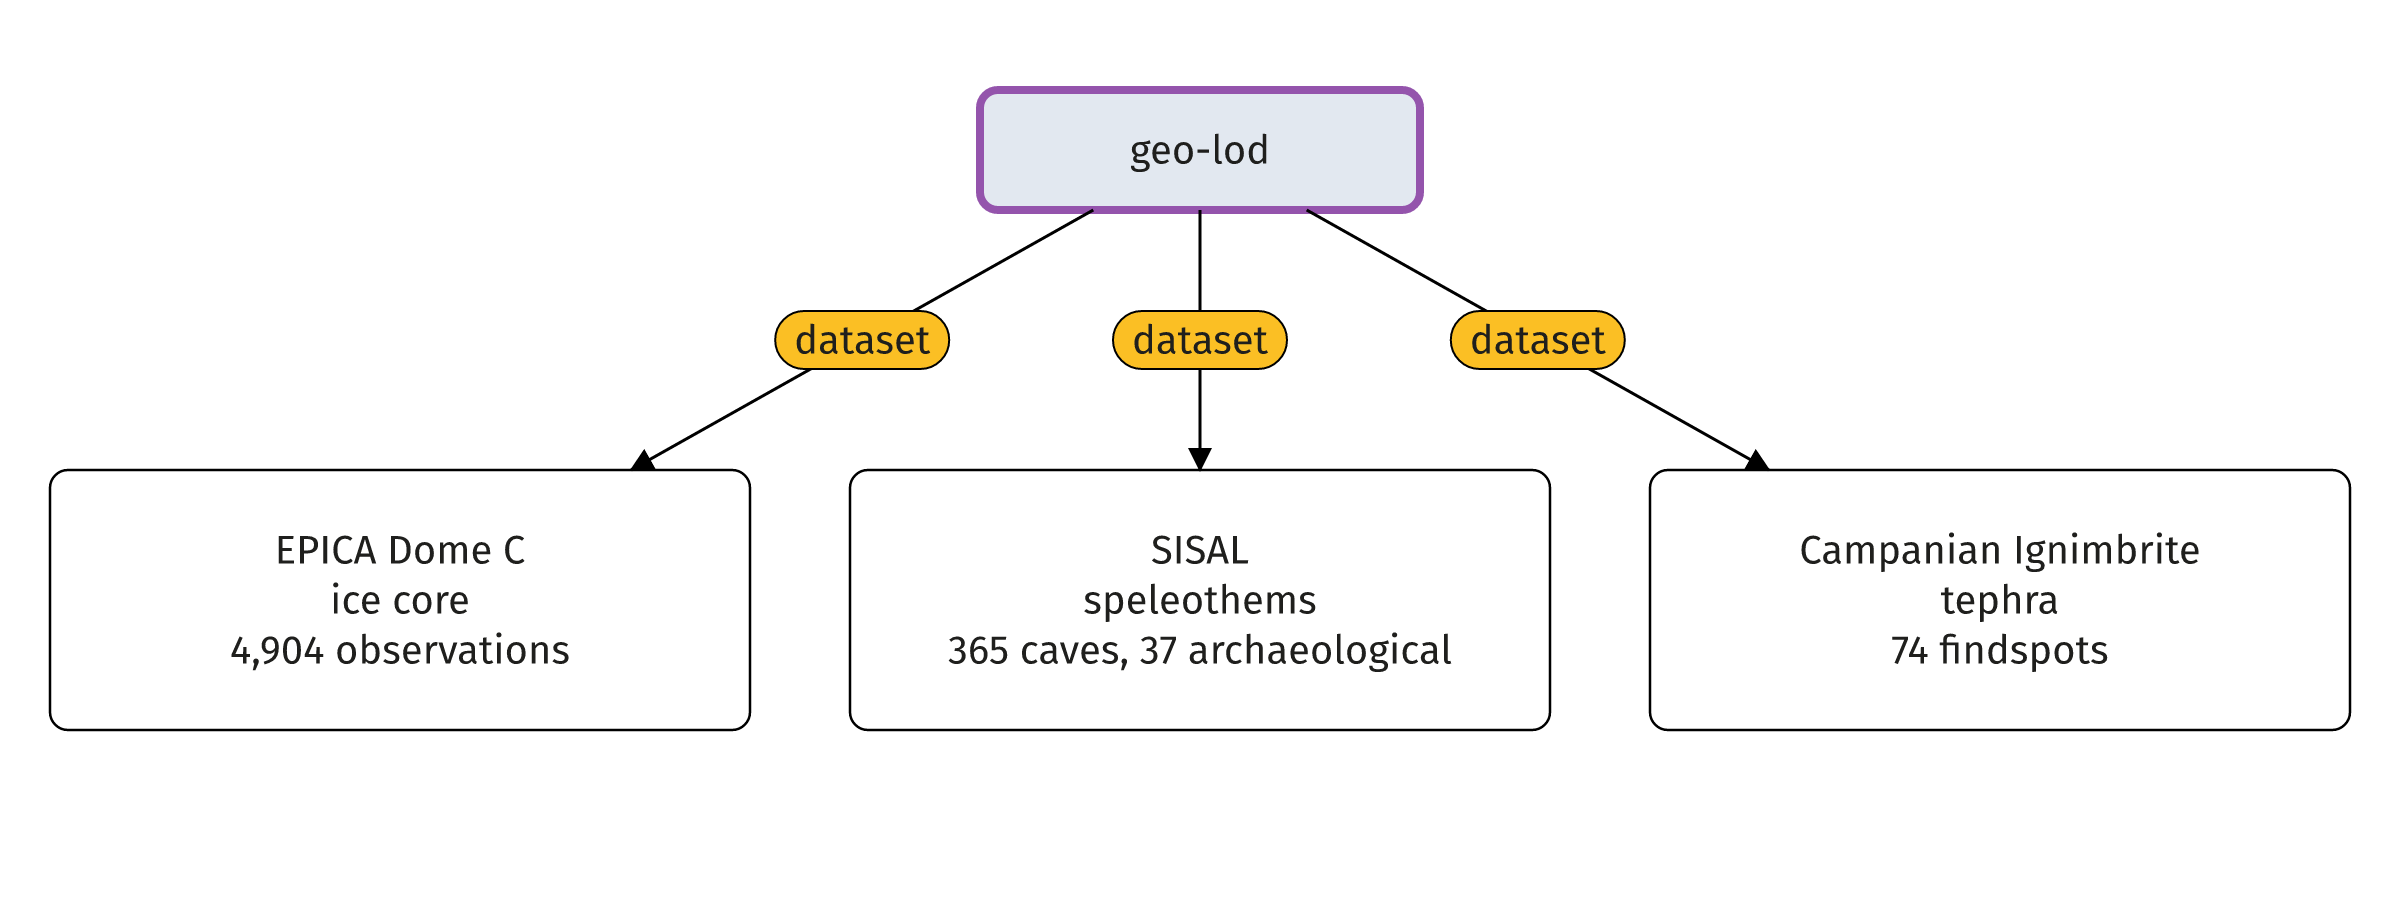 geo-lod
dataset
dataset
dataset
EPICA Dome C
ice core
4,904 observations
SISAL
speleothems
365 caves, 37 archaeological
Campanian Ignimbrite
tephra
74 findspots